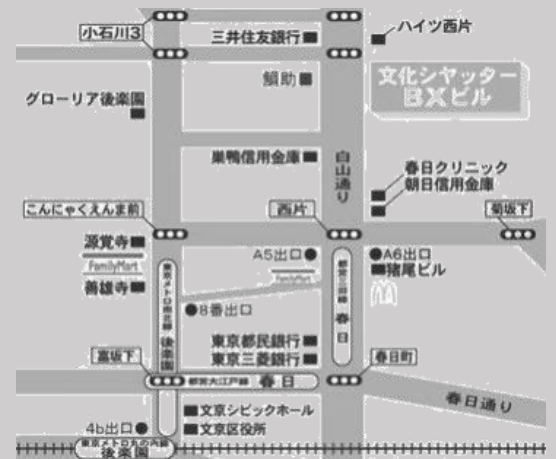 小石川3
三井住友銀行
ハイツ西片
鰻助
文化シヤッター
BXビル
グローリア後楽園
巣鴨信用金庫
白山通り
春日クリニック
朝日信用金庫
こんにゃくえんま前
西片
菊坂下
源覚寺
FamilyMart
善雄寺
東京メトロ南北線 後楽園
A5出口
FamilyMart
都営三田線 春日
A6出口
猪尾ビル
8番出口
東京都民銀行
東京三菱銀行
富坂下
都営大江戸線 春日
春日町
春日通り
文京シビックホール
文京区役所
4b出口
東京メトロ丸の内線
後楽園